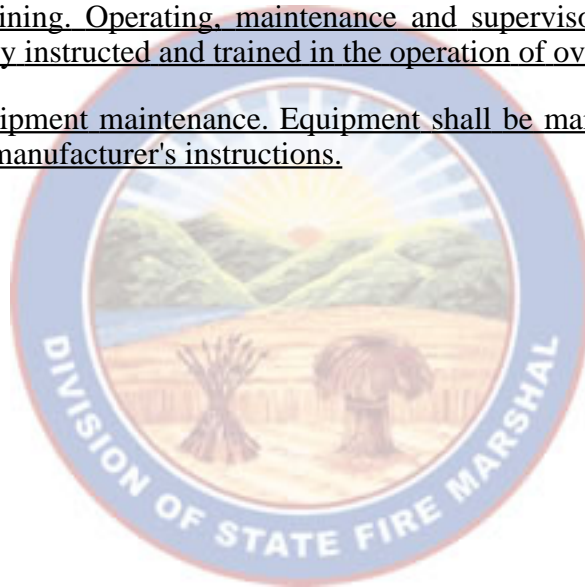 ining. Operating, maintenance and superviso
y instructed and trained in the operation of ov
ipment maintenance. Equipment shall be ma
manufacturer's instructions.
DIVISION OF STATE FIRE MARSHAL